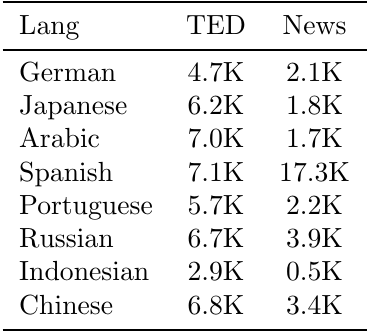 Lang TED News
German 4.7K 2.1K
Japanese 6.2K 1.8K
Arabic 7.0K 1.7K
Spanish 7.1K 17.3K
Portuguese 5.7K 2.2K
Russian 6.7K 3.9K
Indonesian 2.9K 0.5K
Chinese 6.8K 3.4K